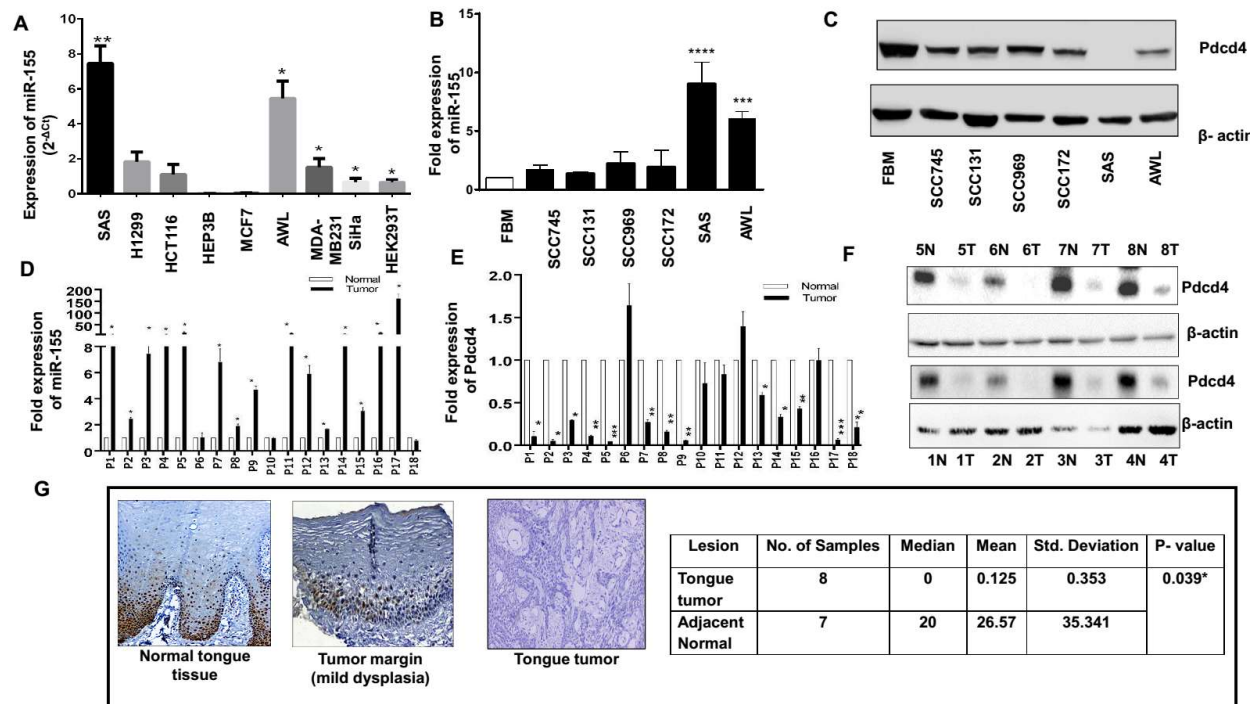 A
Expression of miR-155
(2-ΔCt)
10
8
6
4
2
0
**
*
*
*
*
SAS
H1299
HCT116
HEP3B
MCF7
AWL
MDA-
MB231
SiHa
HEK293T
B
Fold expression
of miR-155
15
10
5
0
****
***
FBM
SCC745
SCC131
SCC969
SCC172
SAS
AWL
C
Pdcd4
β- actin
FBM
SCC745
SCC131
SCC969
SCC172
SAS
AWL
D
Normal
Tumor
Fold expression
of miR-155
200
150
100
50
8
6
4
2
0
P1 P2 P3 P4 P5 P6 P7 P8 P9 P10 P11 P12 P13 P14 P15 P16 P17 P18
E
Normal
Tumor
Fold expression
of Pdcd4
2.0
1.5
1.0
0.5
0.0
P1 P2 P3 P4 P5 P6 P7 P8 P9 P10 P11 P12 P13 P14 P15 P16 P17 P18
F
5N 5T 6N 6T 7N 7T 8N 8T
Pdcd4
β-actin
Pdcd4
β-actin
1N 1T 2N 2T 3N 3T 4N 4T
G
Normal tongue
tissue
Tumor margin
(mild dysplasia)
Tongue tumor
Lesion No. of Samples Median Mean Std. Deviation P- value
Tongue 8 0 0.125 0.353 0.039*
tumor
Adjacent 7 20 26.57 35.341
Normal